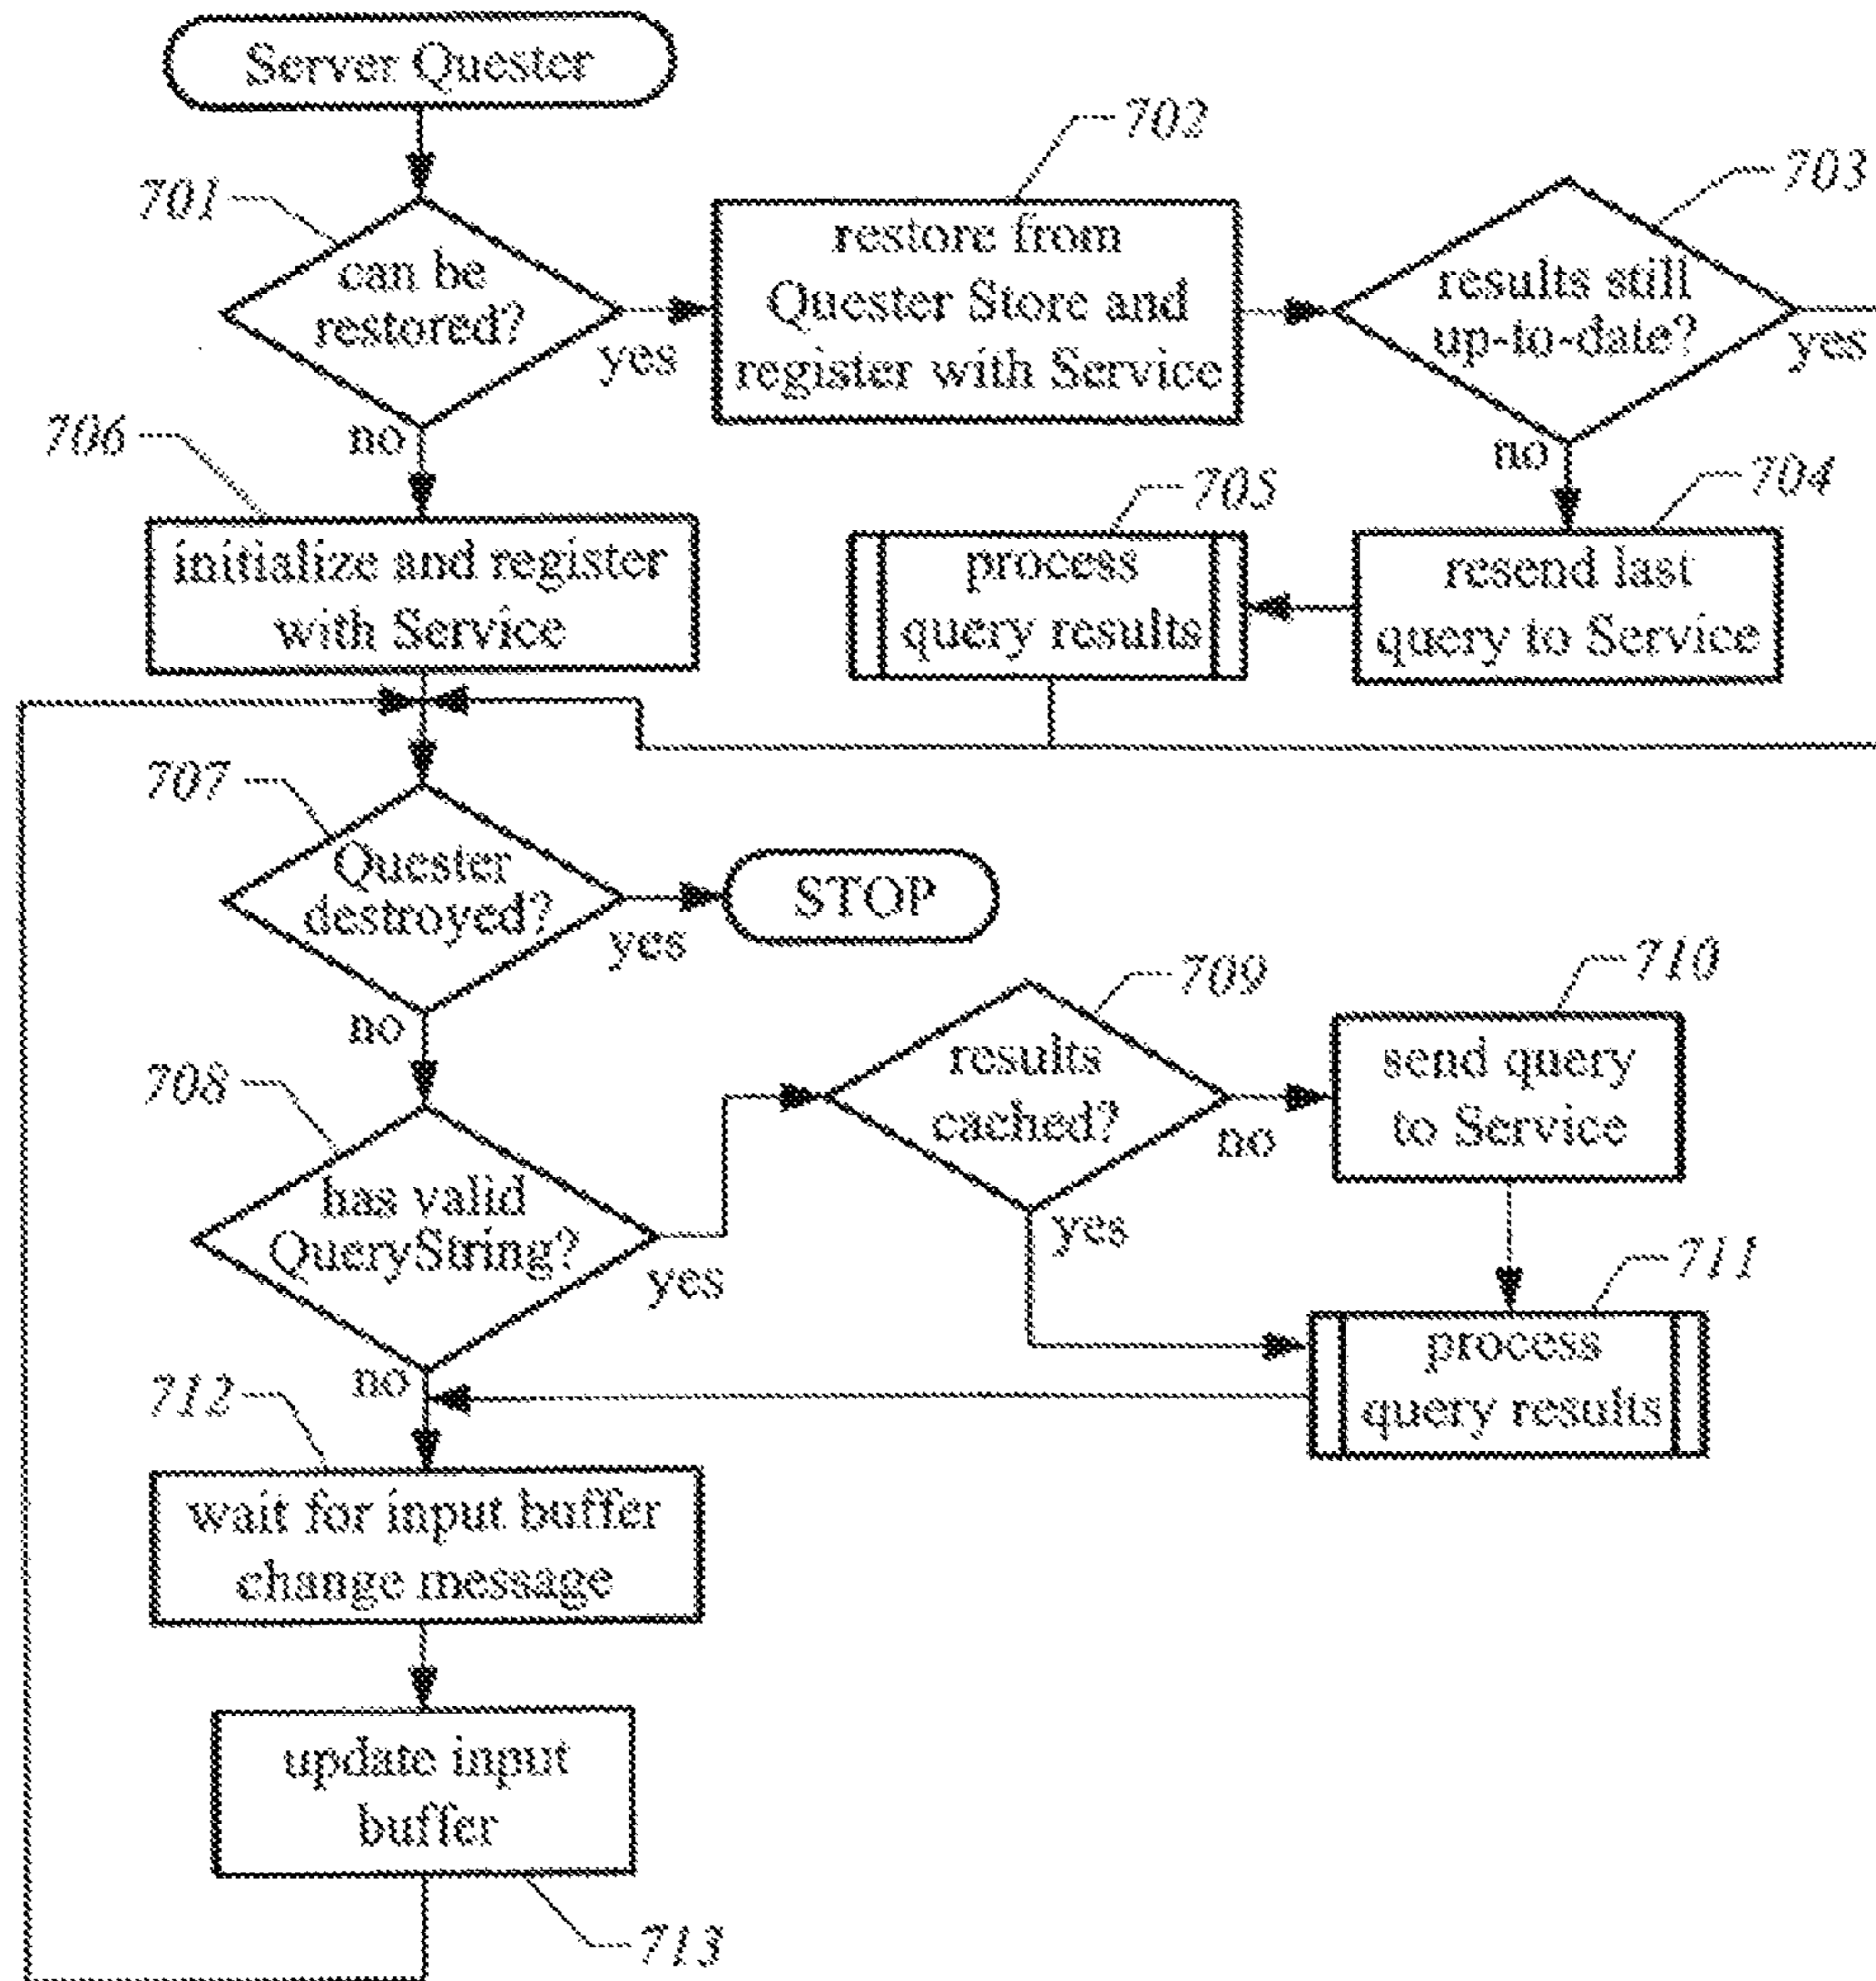 Server Quester
702
703
701
can be
restored?
yes
no
restore from
Quester Store and
register with Service
results still
up-to-date?
yes
no
706
705
704
initialize and register
with Service
process
query results
resend last
query to Service
707
Quester
destroyed?
yes
no
STOP
709
710
708
has valid
QueryString?
yes
no
results
cached?
no
yes
send query
to Service
711
process
query results
712
wait for input buffer
change message
update input
buffer
713